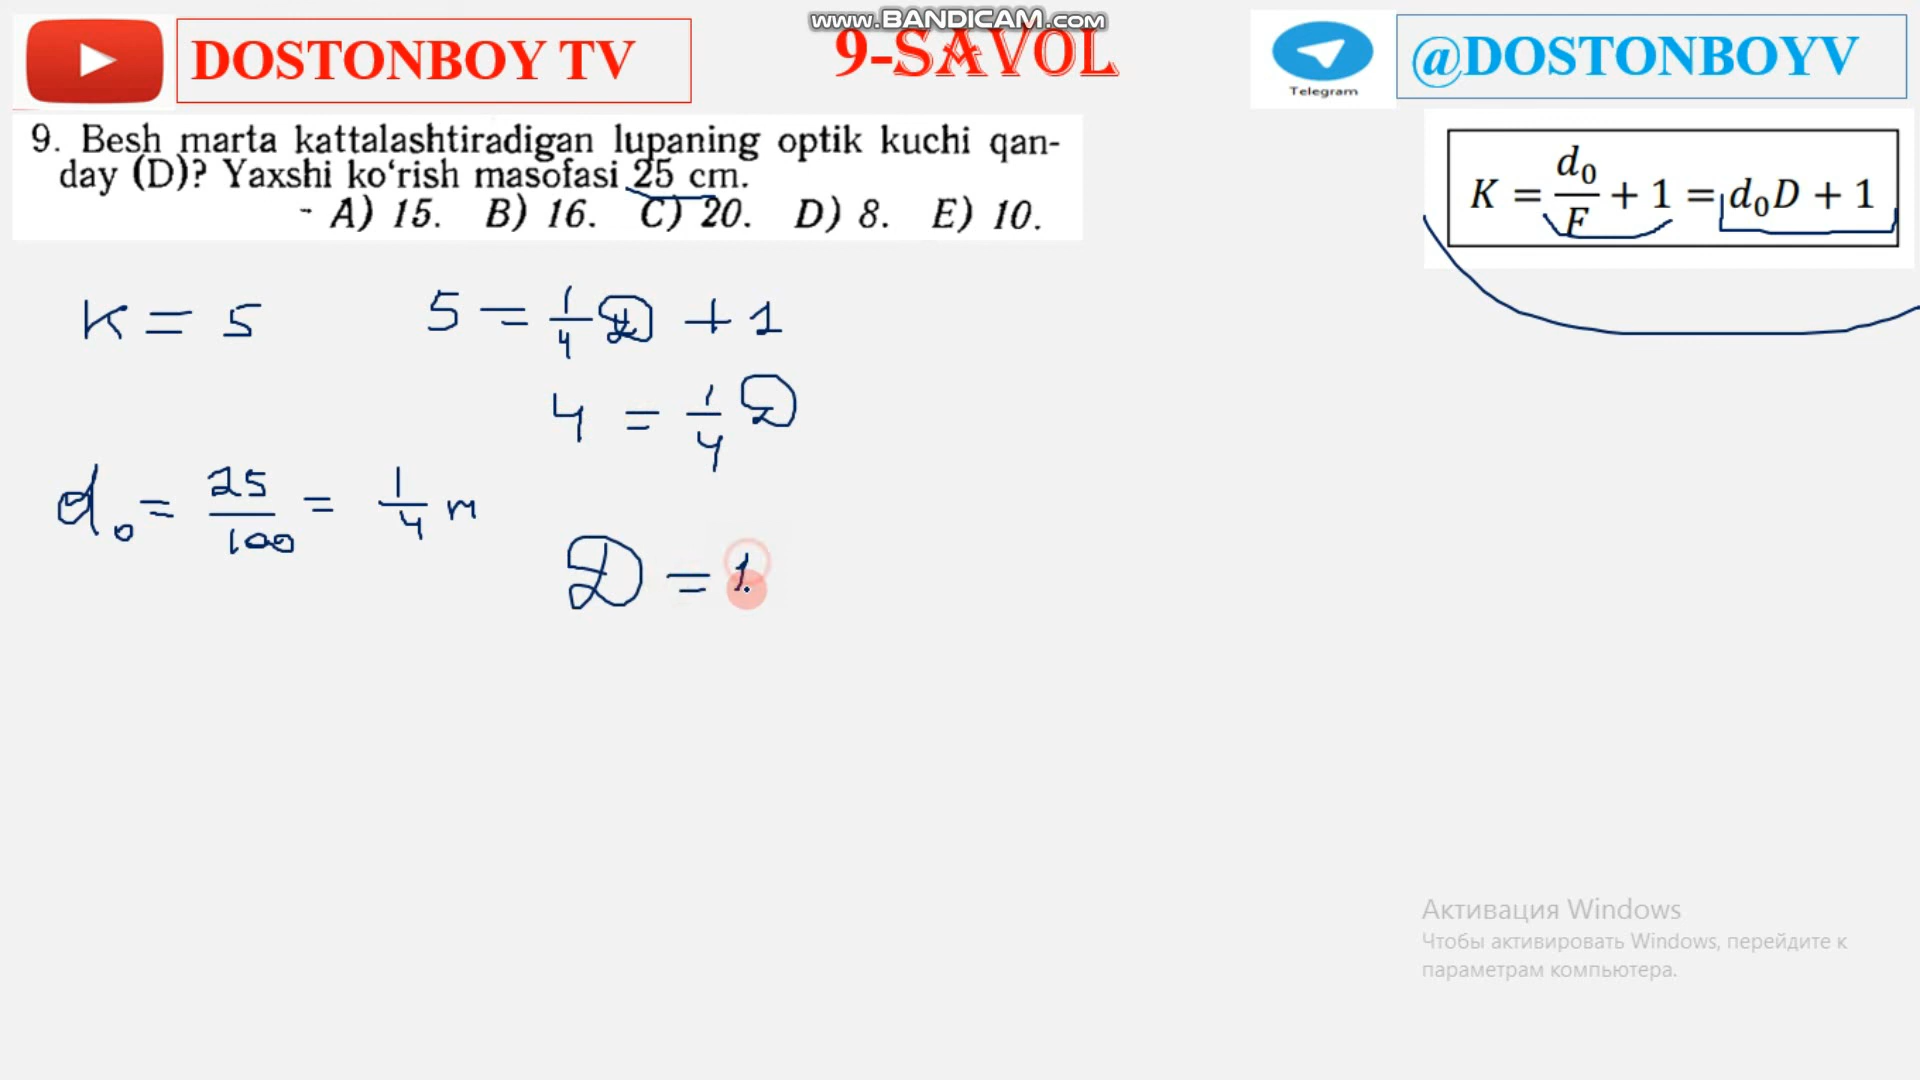 www.BANDICAM.com
DOSTONBOY TV
9-SAVOL
Telegram
@DOSTONBOYV
9. Besh marta kattalashtiradigan lupaning optik kuchi qan-
day (D)? Yaxshi ko‘rish masofasi 25 cm.
- A) 15. B) 16. C) 20. D) 8. E) 10.
K = d₀/F + 1 = d₀D + 1
K = 5
5 = 1/4 D + 1
4 = 1/4 D
d₀ = 25/100 = 1/4 m
D = 1
Активация Windows
Чтобы активировать Windows, перейдите к
параметрам компьютера.